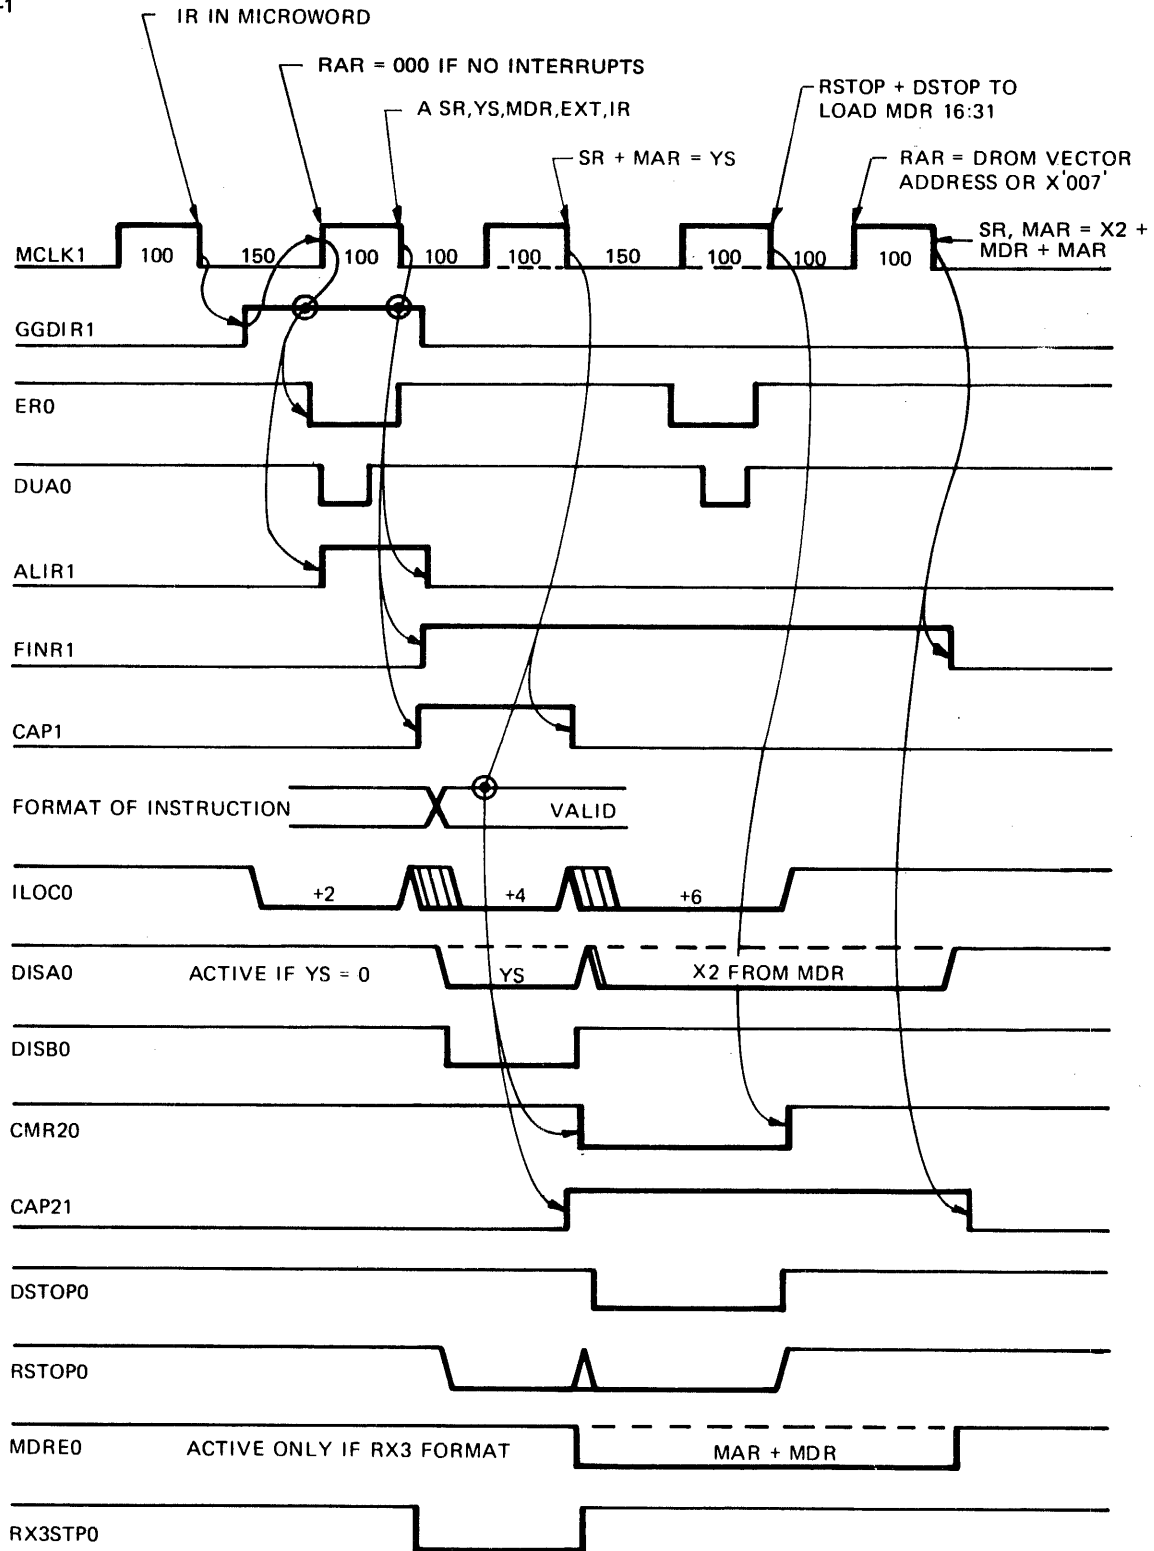 -1
IR IN MICROWORD
RAR = 000 IF NO INTERRUPTS
A SR,YS,MDR,EXT,IR
RSTOP + DSTOP TO
LOAD MDR 16:31
SR + MAR = YS
RAR = DROM VECTOR
ADDRESS OR X'007'
SR, MAR = X2 +
MDR + MAR
MCLK1 100 150 100 100 100 150 100 100 100
GGDIR1
ER0
DUA0
ALIR1
FINR1
CAP1
FORMAT OF INSTRUCTION VALID
ILOC0 +2 +4 +6
DISA0 ACTIVE IF YS = 0 YS X2 FROM MDR
DISB0
CMR20
CAP21
DSTOP0
RSTOP0
MDRE0 ACTIVE ONLY IF RX3 FORMAT MAR + MDR
RX3STP0